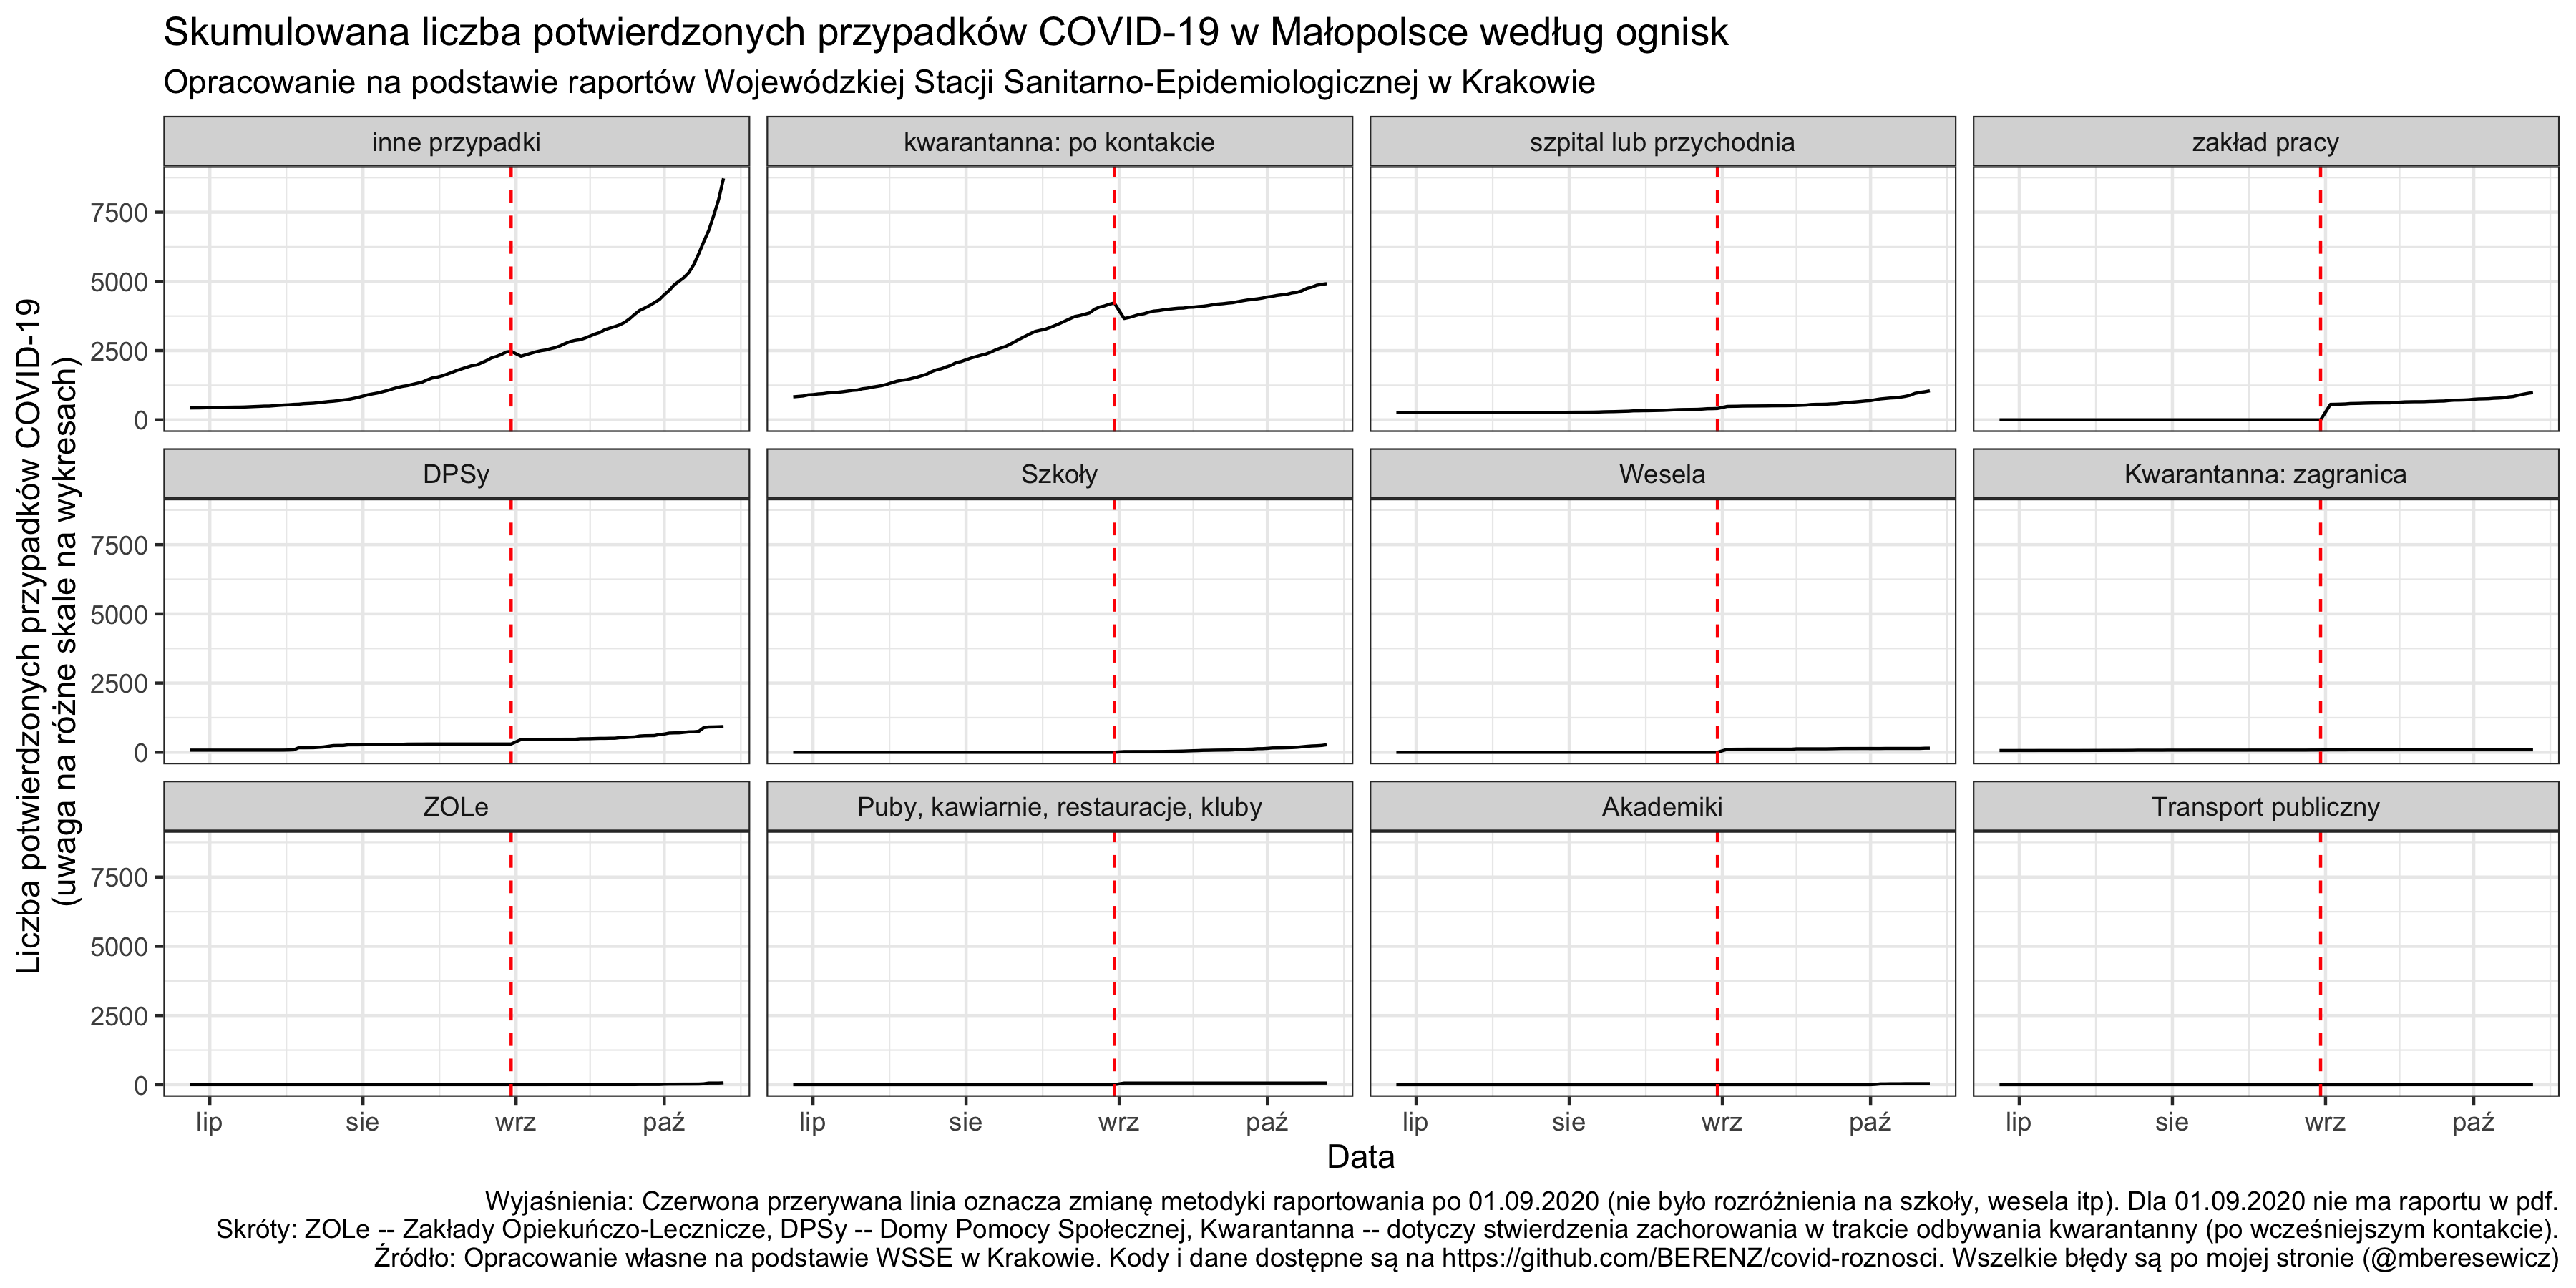 Skumulowana liczba potwierdzonych przypadków COVID-19 w Małopolsce według ognisk
Opracowanie na podstawie raportów Wojewódzkiej Stacji Sanitarno-Epidemiologicznej w Krakowie
Liczba potwierdzonych przypadków COVID-19
(uwaga na różne skale na wykresach)
inne przypadki
kwarantanna: po kontakcie
szpital lub przychodnia
zakład pracy
7500
5000
2500
0
DPSy
Szkoły
Wesela
Kwarantanna: zagranica
7500
5000
2500
0
ZOLe
Puby, kawiarnie, restauracje, kluby
Akademiki
Transport publiczny
7500
5000
2500
0
lip sie wrz paź
lip sie wrz paź
lip sie wrz paź
lip sie wrz paź
Data
Wyjaśnienia: Czerwona przerywana linia oznacza zmianę metodyki raportowania po 01.09.2020 (nie było rozróżnienia na szkoły, wesela itp). Dla 01.09.2020 nie ma raportu w pdf.
Skróty: ZOLe -- Zakłady Opiekuńczo-Lecznicze, DPSy -- Domy Pomocy Społecznej, Kwarantanna -- dotyczy stwierdzenia zachorowania w trakcie odbywania kwarantanny (po wcześniejszym kontakcie).
Źródło: Opracowanie własne na podstawie WSSE w Krakowie. Kody i dane dostępne są na https://github.com/BERENZ/covid-roznosci. Wszelkie błędy są po mojej stronie (@mberesewicz)